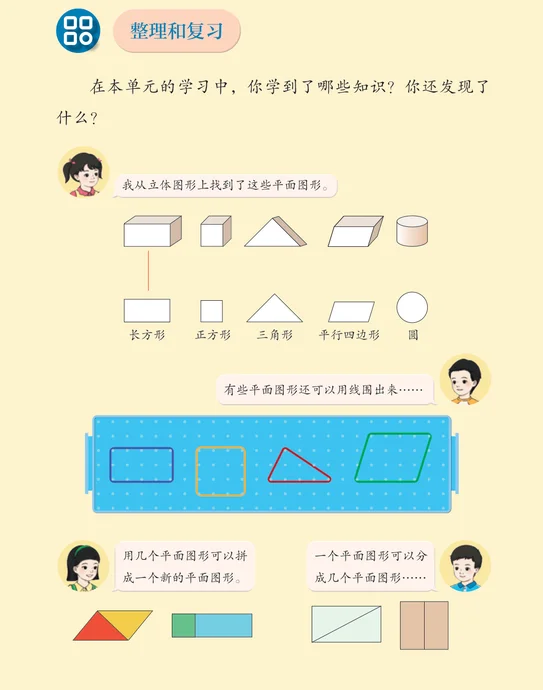 整理和复习
在本单元的学习中，你学到了哪些知识？你还发现了
什么？
我从立体图形上找到了这些平面图形。
长方形 正方形 三角形 平行四边形 圆
有些平面图形还可以用线围出来……
用几个平面图形可以拼
成一个新的平面图形。
一个平面图形可以分
成几个平面图形……